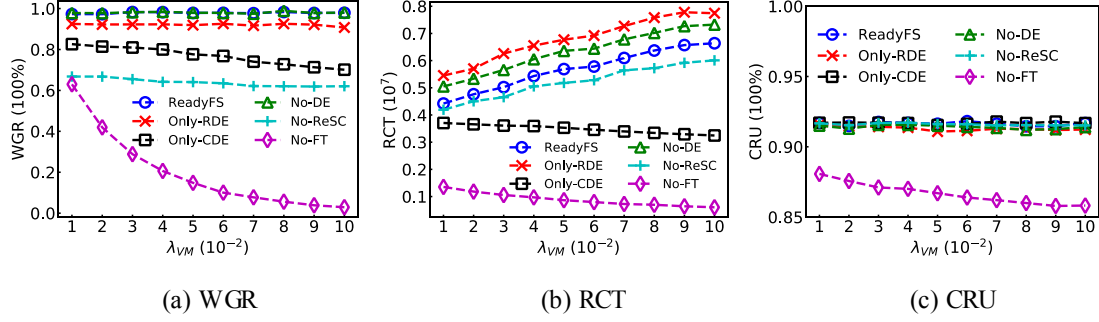 WGR (100%)
1.0
0.8
0.6
0.4
0.2
0.0
ReadyFS
Only-RDE
Only-CDE
No-DE
No-ReSC
No-FT
1 2 3 4 5 6 7 8 9 10
λVM (10⁻²)
(a) WGR
RCT (10⁷)
0.8
0.7
0.6
0.5
0.4
0.3
0.2
0.1
ReadyFS
Only-RDE
Only-CDE
No-DE
No-ReSC
No-FT
1 2 3 4 5 6 7 8 9 10
λVM (10⁻²)
(b) RCT
CRU (100%)
1.00
0.95
0.90
0.85
ReadyFS
Only-RDE
Only-CDE
No-DE
No-ReSC
No-FT
1 2 3 4 5 6 7 8 9 10
λVM (10⁻²)
(c) CRU